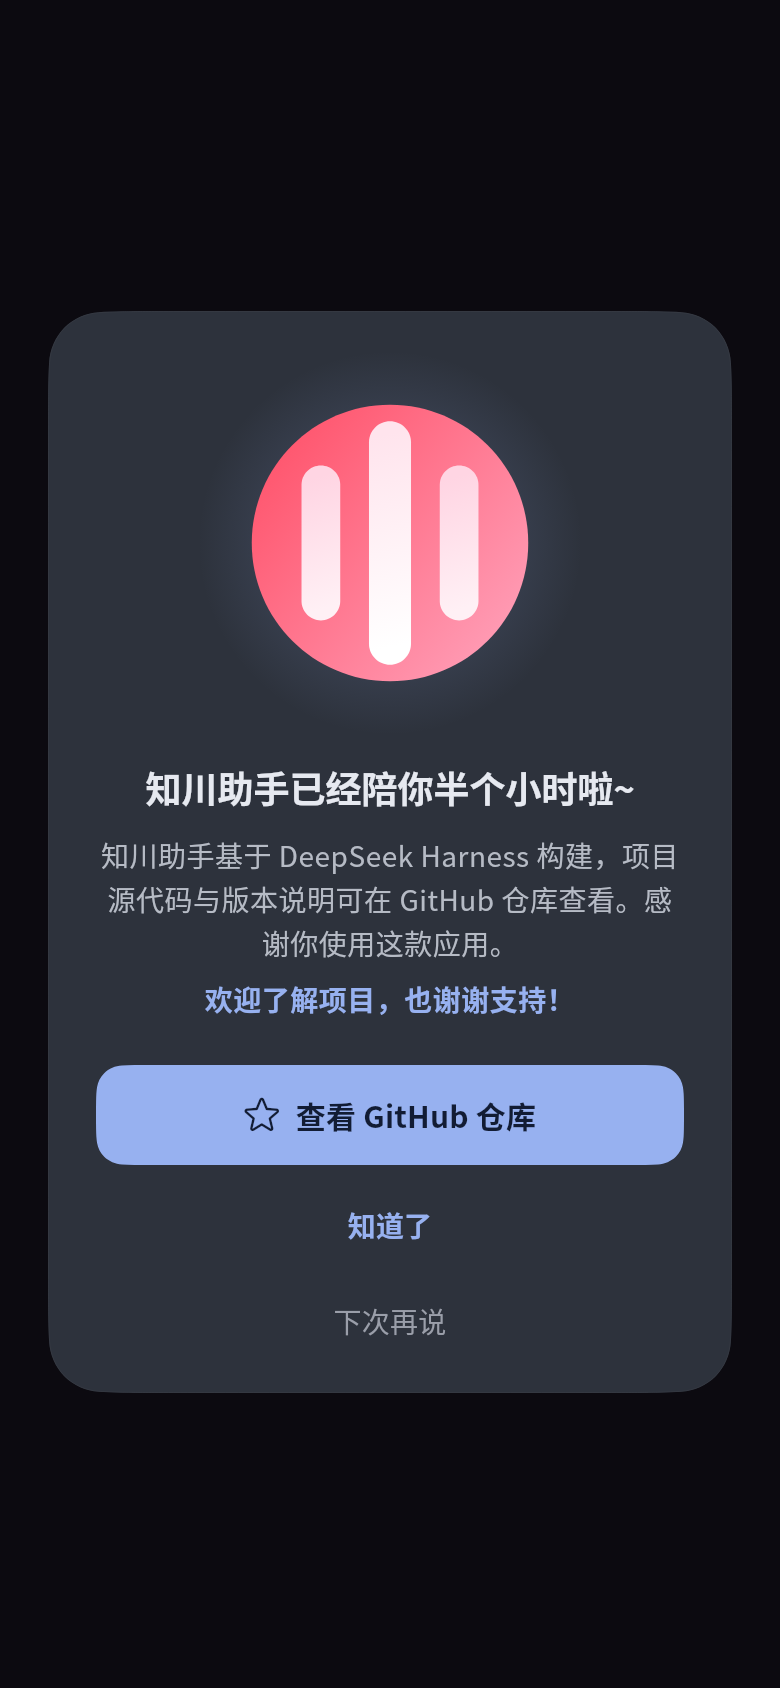 知川助手已经陪你半个小时啦~
知川助手基于 DeepSeek Harness 构建，项目
源代码与版本说明可在 GitHub 仓库查看。感
谢你使用这款应用。
欢迎了解项目，也谢谢支持！
查看 GitHub 仓库
知道了
下次再说